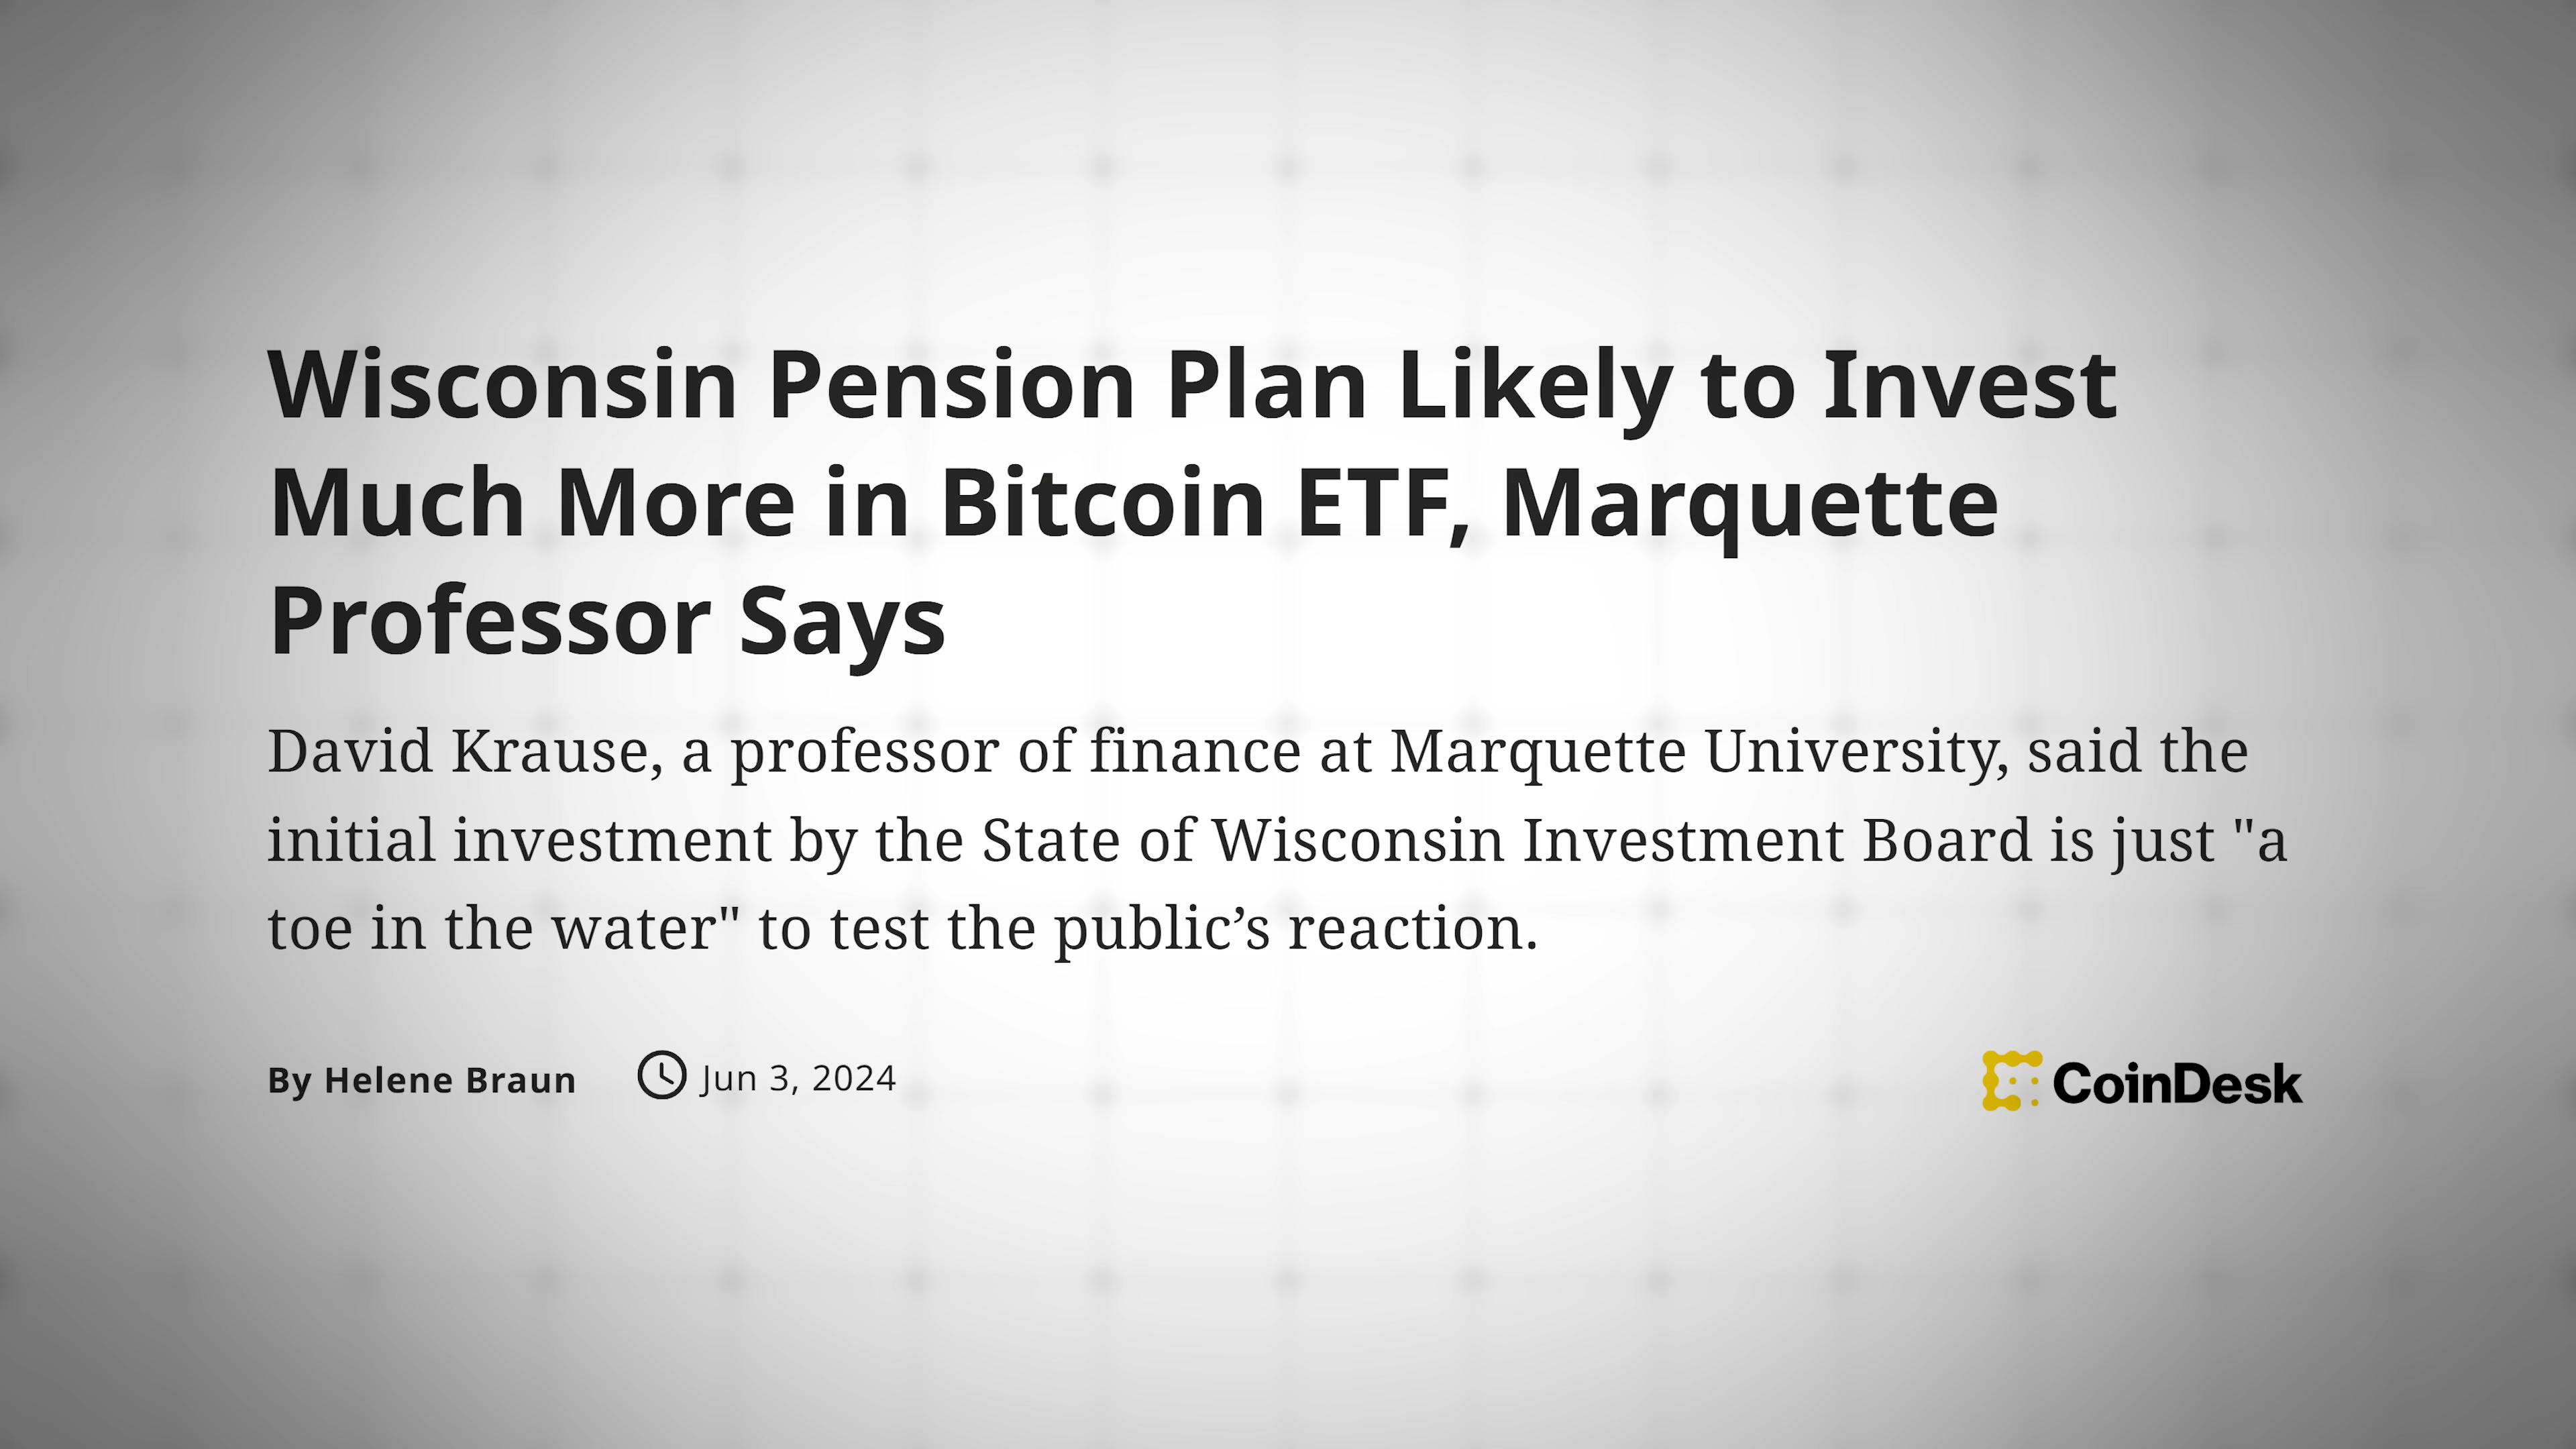 Wisconsin Pension Plan Likely to Invest
Much More in Bitcoin ETF, Marquette
Professor Says
David Krause, a professor of finance at Marquette University, said the
initial investment by the State of Wisconsin Investment Board is just "a
toe in the water" to test the public’s reaction.
By Helene Braun Jun 3, 2024
CoinDesk